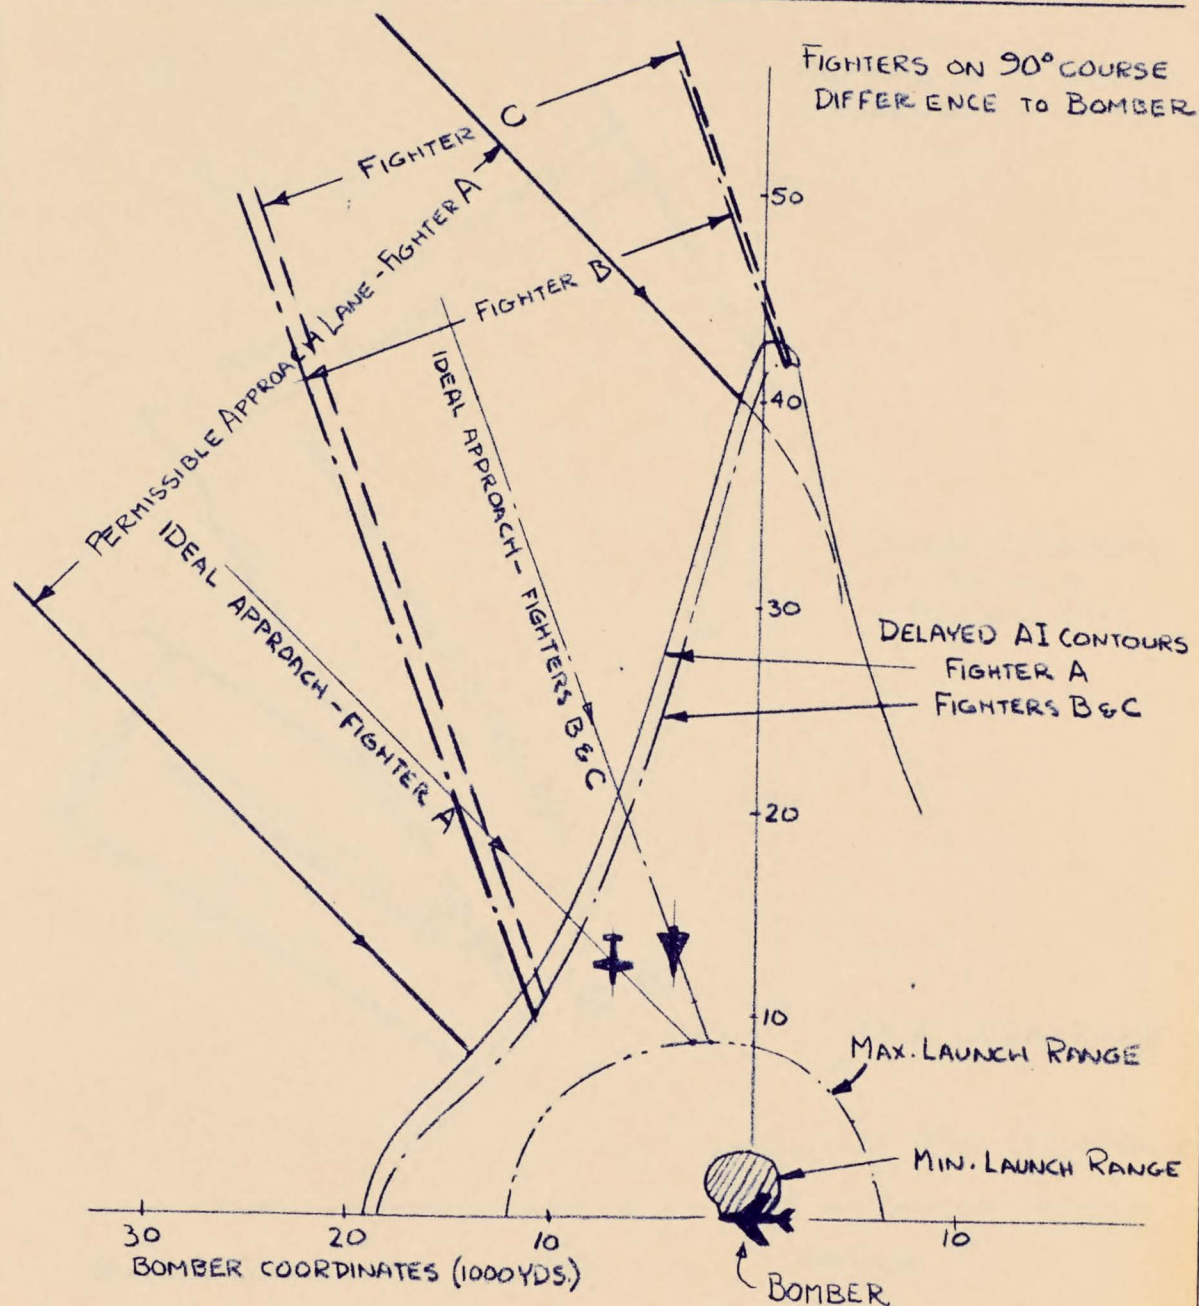 FIGHTERS ON 90° COURSE
DIFFERENCE TO BOMBER
FIGHTER C
PERMISSIBLE APPROACH LANE - FIGHTER A
FIGHTER B
IDEAL APPROACH - FIGHTERS B & C
IDEAL APPROACH - FIGHTER A
50
40
30
20
10
DELAYED AI CONTOURS
FIGHTER A
FIGHTERS B & C
MAX. LAUNCH RANGE
MIN. LAUNCH RANGE
30
20
10
10
BOMBER COORDINATES (1000 YDS.)
BOMBER